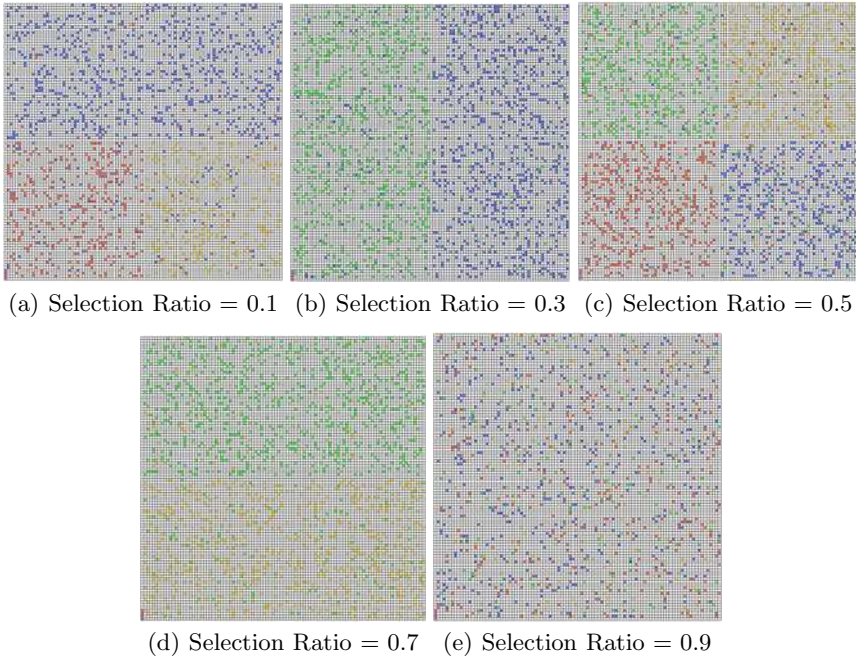 (a) Selection Ratio = 0.1 (b) Selection Ratio = 0.3 (c) Selection Ratio = 0.5
(d) Selection Ratio = 0.7 (e) Selection Ratio = 0.9